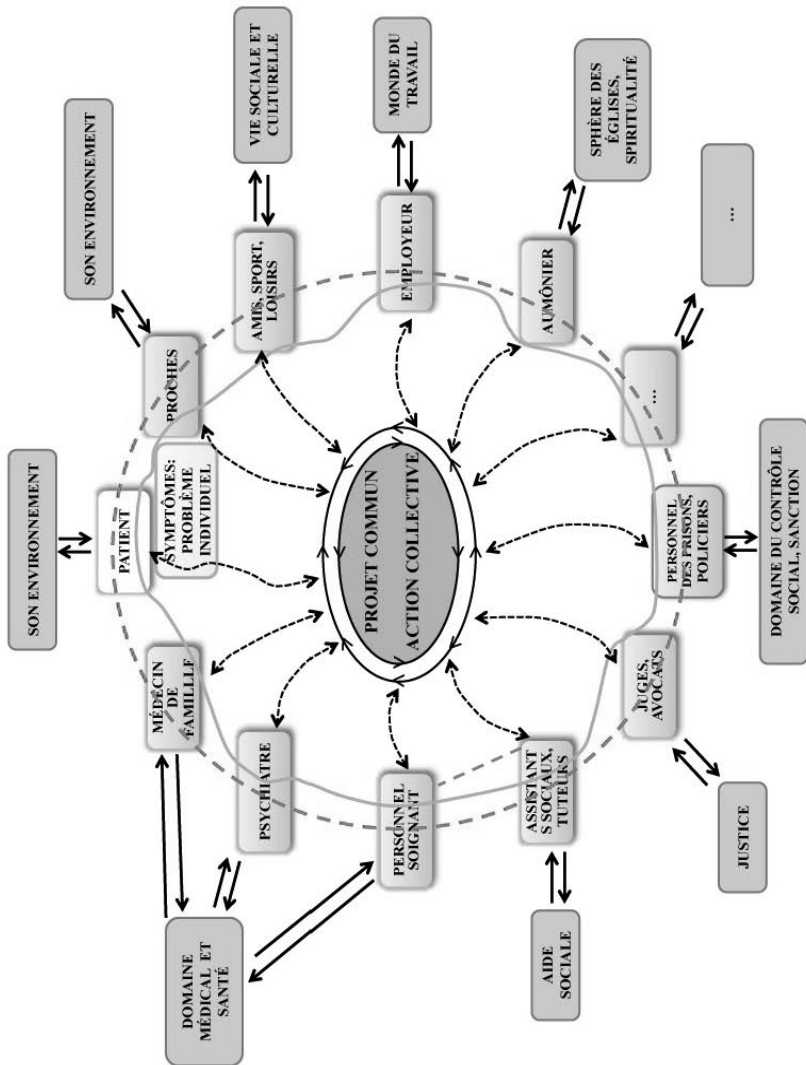 SON ENVIRONNEMENT
SON ENVIRONNEMENT
PATIENT
SYMPTÔMES:
PROBLÈME
INDIVIDUEL
PROCHES
MÉDECIN
DE
FAMILLLE
DOMAINE
MÉDICAL ET
SANTÉ
VIE SOCIALE ET
CULTURELLE
AMIS, SPORT,
LOISIRS
PSYCHIATRE
PROJET COMMUN
ACTION COLLECTIVE
MONDE DU
TRAVAIL
EMPLOYEUR
PERSONNEL
SOIGNANT
AIDE
SOCIALE
ASSISTANT
S SOCIAUX,
TUTEURS
AUMÔNIER
SPHÈRE DES
ÉGLISES,
SPIRITUALITÉ
JUGES,
AVOCATS
PERSONNEL
DES PRISONS,
POLICIERS
...
...
JUSTICE
DOMAINE DU CONTRÔLE
SOCIAL, SANCTION